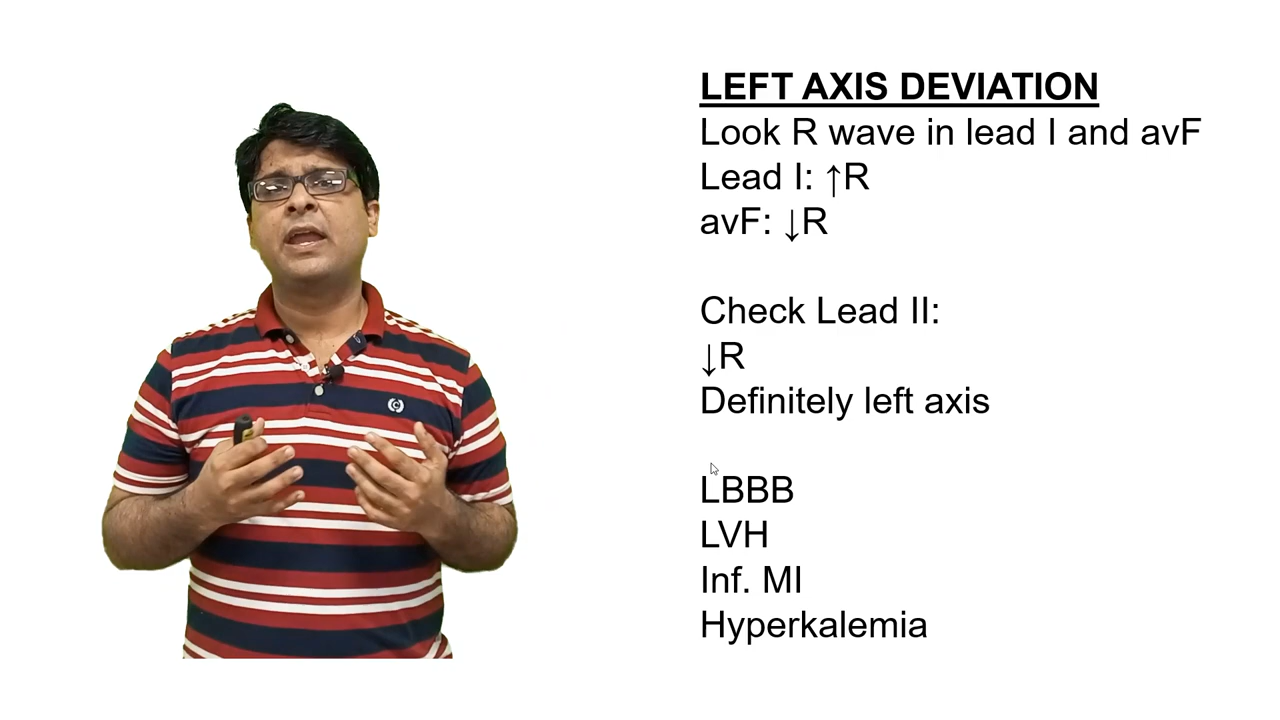 LEFT AXIS DEVIATION
Look R wave in lead I and avF
Lead I: ↑R
avF: ↓R
Check Lead II:
↓R
Definitely left axis
LBBB
LVH
Inf. MI
Hyperkalemia